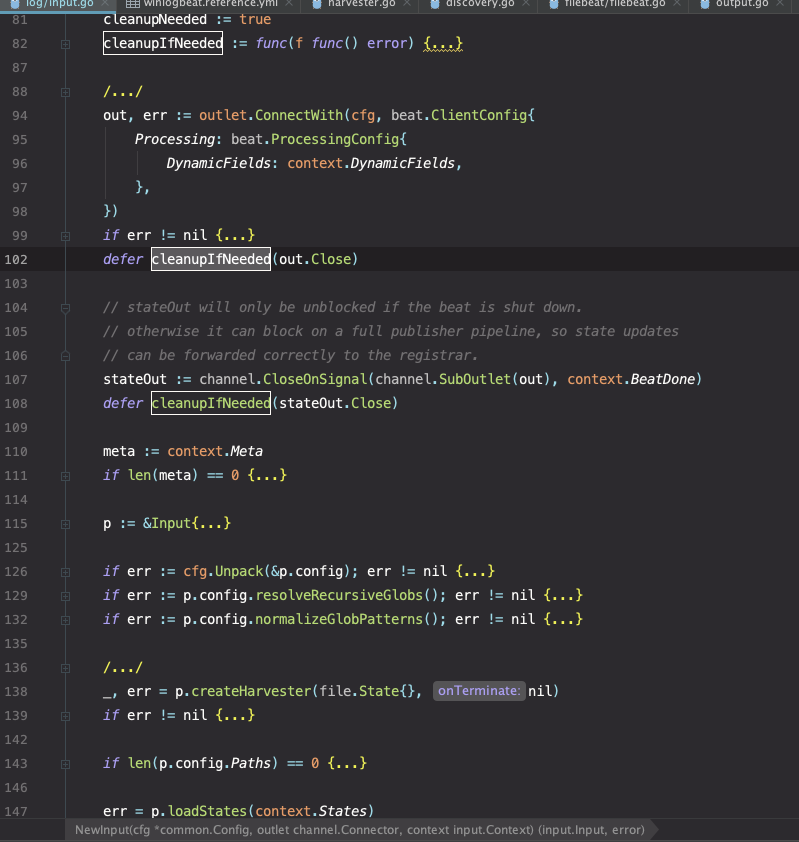 log/input.go × winlogbeat.reference.yml × harvester.go × discovery.go × filebeat/filebeat.go × output.go ×
81 cleanupNeeded := true
82 cleanupIfNeeded := func(f func() error) {...}
87
88 /.../
94 out, err := outlet.ConnectWith(cfg, beat.ClientConfig{
95 Processing: beat.ProcessingConfig{
96 DynamicFields: context.DynamicFields,
97 },
98 })
99 if err != nil {...}
102 defer cleanupIfNeeded(out.Close)
103
104 // stateOut will only be unblocked if the beat is shut down.
105 // otherwise it can block on a full publisher pipeline, so state updates
106 // can be forwarded correctly to the registrar.
107 stateOut := channel.CloseOnSignal(channel.SubOutlet(out), context.BeatDone)
108 defer cleanupIfNeeded(stateOut.Close)
109
110 meta := context.Meta
111 if len(meta) == 0 {...}
114
115 p := &Input{...}
125
126 if err := cfg.Unpack(&p.config); err != nil {...}
129 if err := p.config.resolveRecursiveGlobs(); err != nil {...}
132 if err := p.config.normalizeGlobPatterns(); err != nil {...}
135
136 /.../
138 _, err = p.createHarvester(file.State{}, onTerminate: nil)
139 if err != nil {...}
142
143 if len(p.config.Paths) == 0 {...}
146
147 err = p.loadStates(context.States)
NewInput(cfg *common.Config, outlet channel.Connector, context input.Context) (input.Input, error)